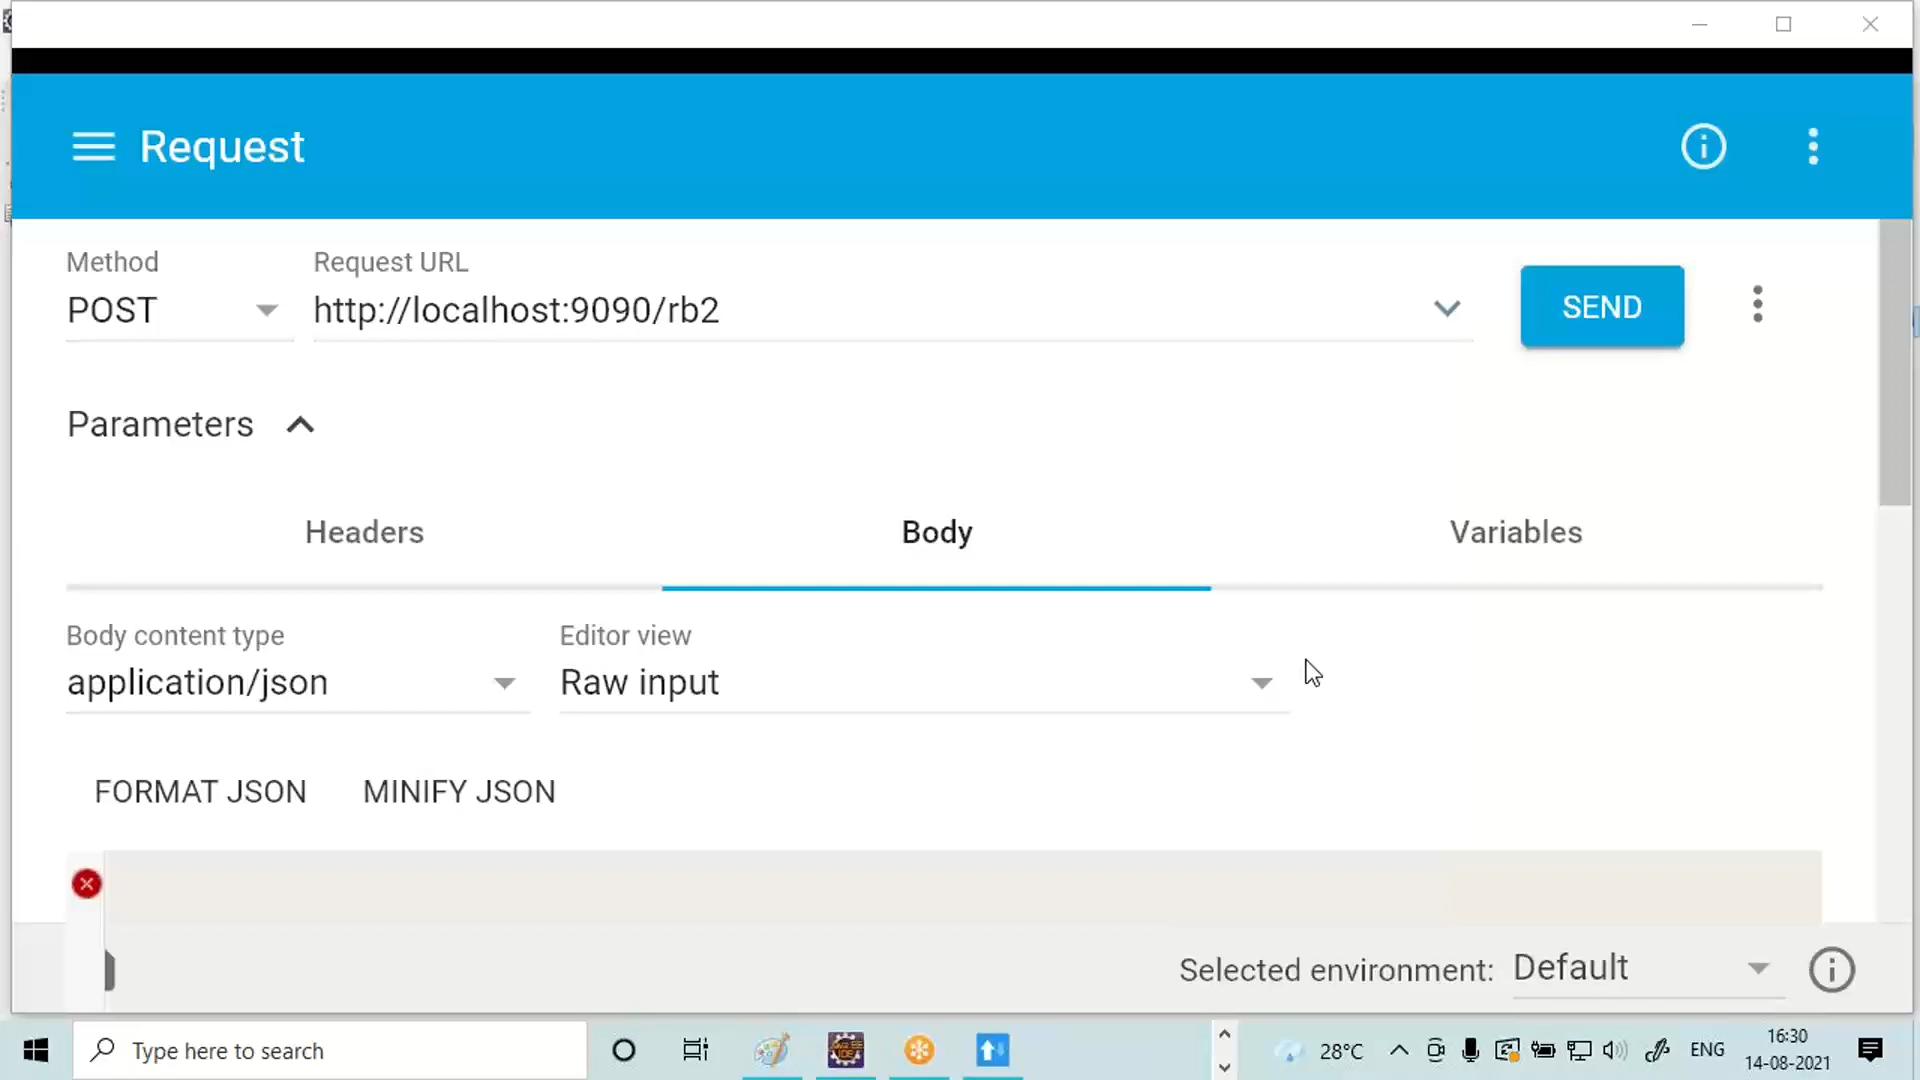 Request
Method
Request URL
POST
http://localhost:9090/rb2
SEND
Parameters
Headers
Body
Variables
Body content type
Editor view
application/json
Raw input
FORMAT JSON
MINIFY JSON
Selected environment:
Default
Type here to search
28°C
ENG
16:30
14-08-2021